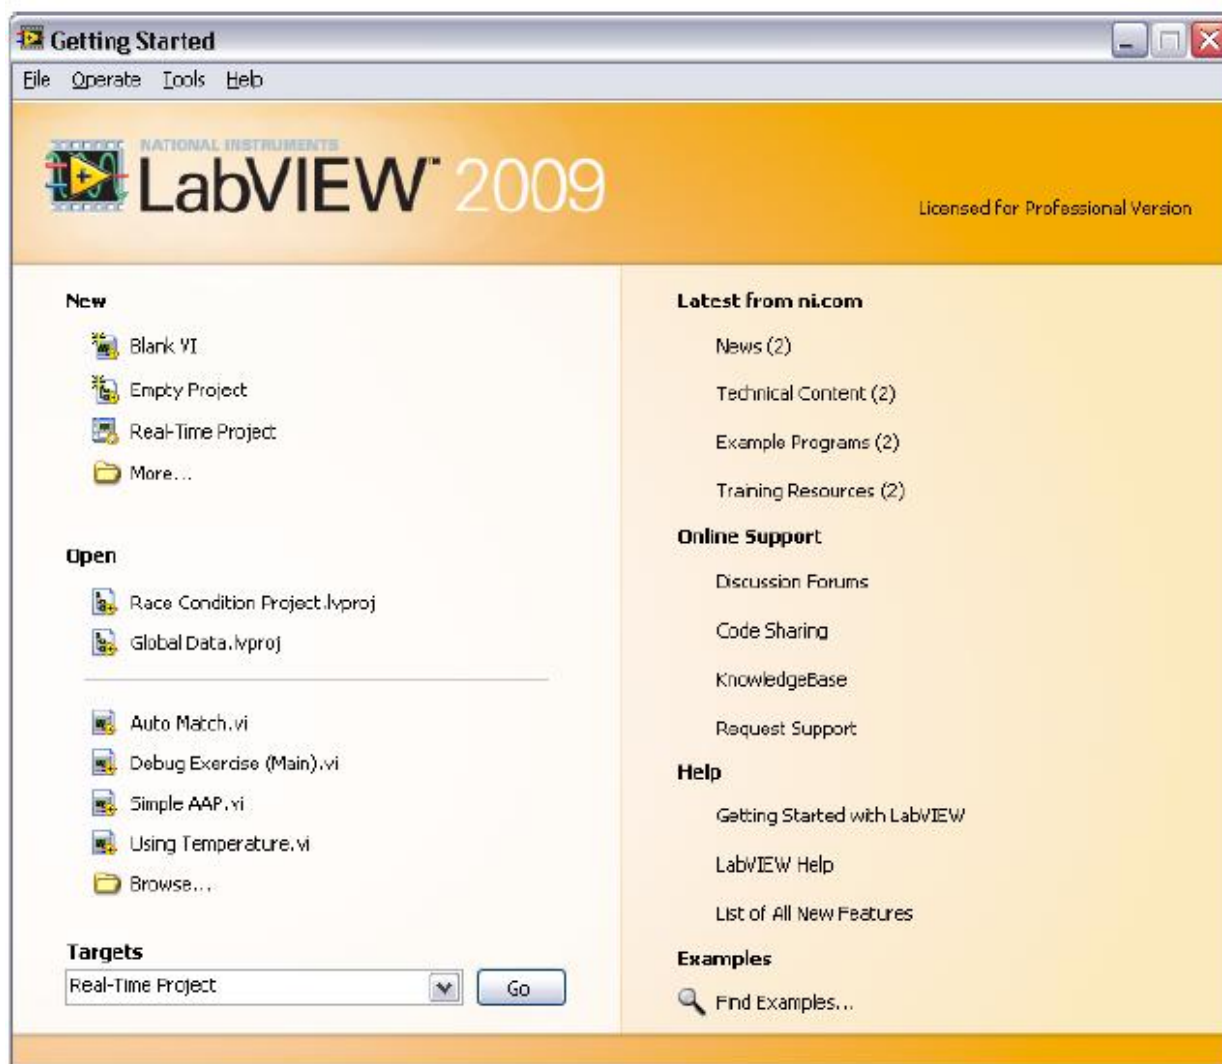 Getting Started
File Operate Tools Help
NATIONAL INSTRUMENTS
LabVIEW™ 2009
Licensed for Professional Version
New
Blank VI
Empty Project
Real-Time Project
More...
Open
Race Condition Project.lvproj
Global Data.lvproj
Auto Match.vi
Debug Exercise (Main).vi
Simple AAP.vi
Using Temperature.vi
Browse...
Targets
Real-Time Project
Go
Latest from ni.com
News (2)
Technical Content (2)
Example Programs (2)
Training Resources (2)
Online Support
Discussion Forums
Code Sharing
KnowledgeBase
Request Support
Help
Getting Started with LabVIEW
LabVIEW Help
List of All New Features
Examples
Find Examples...